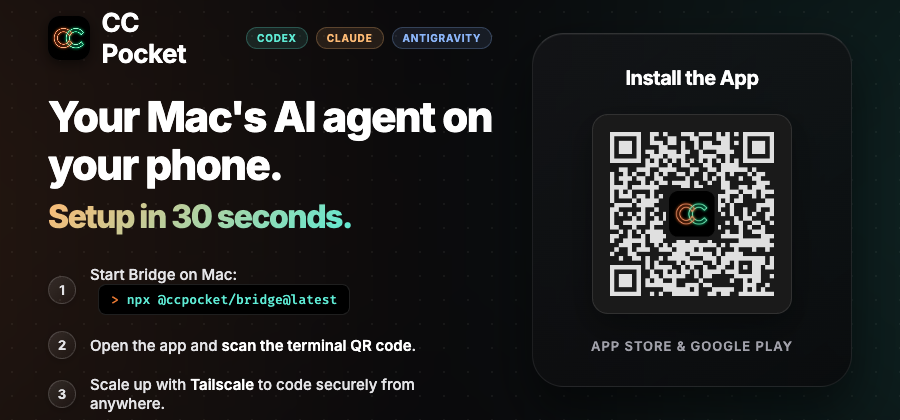 CC
Pocket
CODEX
CLAUDE
ANTIGRAVITY
Your Mac's AI agent on
your phone.
Setup in 30 seconds.
1
Start Bridge on Mac:
> npx @ccpocket/bridge@latest
2
Open the app and scan the terminal QR code.
3
Scale up with Tailscale to code securely from
anywhere.
Install the App
CC
APP STORE & GOOGLE PLAY